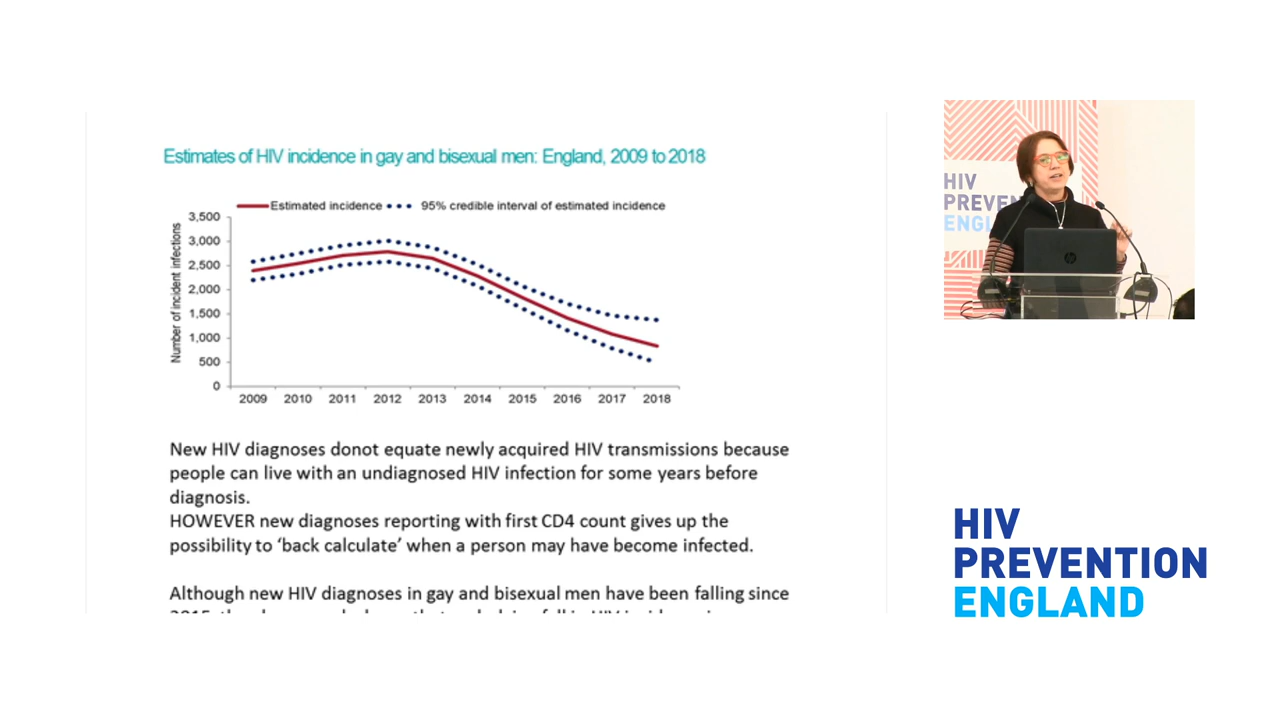 Estimates of HIV incidence in gay and bisexual men: England, 2009 to 2018
Estimated incidence
95% credible interval of estimated incidence
Number of incident infections
3,500
3,000
2,500
2,000
1,500
1,000
500
0
2009 2010 2011 2012 2013 2014 2015 2016 2017 2018
New HIV diagnoses donot equate newly acquired HIV transmissions because
people can live with an undiagnosed HIV infection for some years before
diagnosis.
HOWEVER new diagnoses reporting with first CD4 count gives up the
possibility to ‘back calculate’ when a person may have become infected.
Although new HIV diagnoses in gay and bisexual men have been falling since
HIV
PREVEN
ENGL
hp
HIV
PREVENTION
ENGLAND